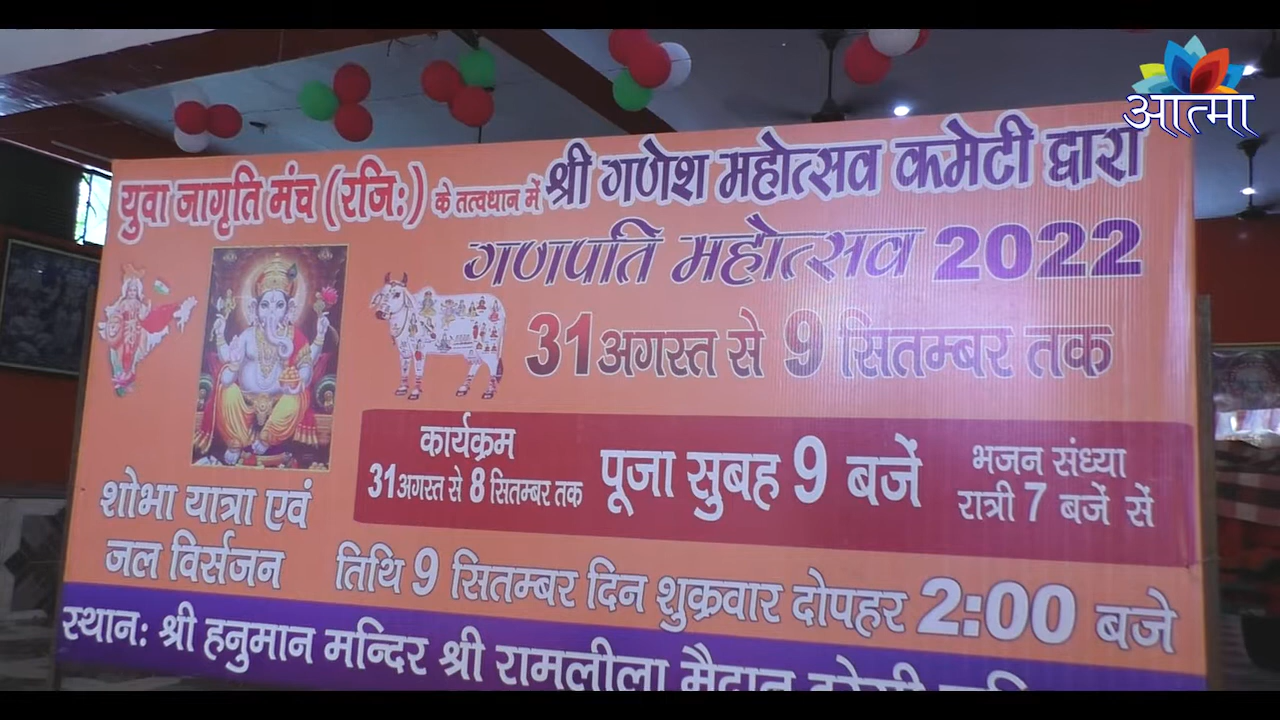 आत्मा
युवा जागृति मंच (रजि:) के तत्वधान में श्री गणेश महोत्सव कमेटी द्वारा
गणपति महोत्सव 2022
31 अगस्त से 9 सितम्बर तक
कार्यक्रम
31 अगस्त से 8 सितम्बर तक
पूजा सुबह 9 बजें
भजन संध्या
रात्री 7 बजें सें
शोभा यात्रा एवं
जल विर्सजन
तिथि 9 सितम्बर दिन शुक्रवार दोपहर 2:00 बजे
स्थान: श्री हनुमान मन्दिर श्री रामलीला मैदान